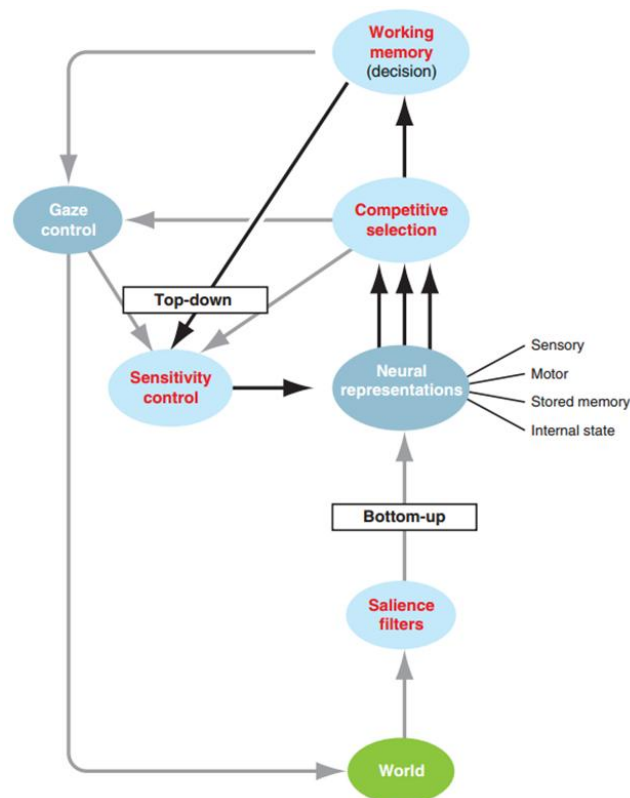 Working
memory
(decision)
Gaze
control
Competitive
selection
Top-down
Sensitivity
control
Neural
representations
Sensory
Motor
Stored memory
Internal state
Bottom-up
Salience
filters
World